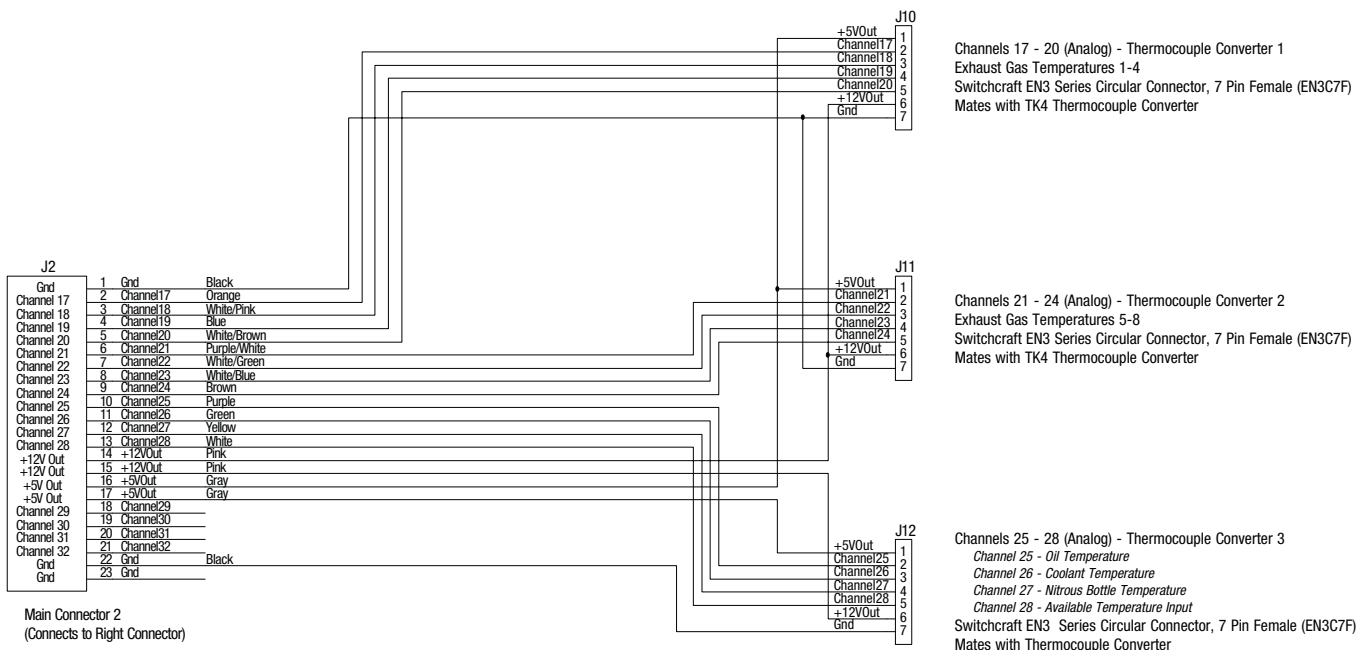 J10
+5VOut 1
Channel17 2
Channel18 3
Channel19 4
Channel20 5
+12VOut 6
Gnd 7
Channels 17 - 20 (Analog) - Thermocouple Converter 1
Exhaust Gas Temperatures 1-4
Switchcraft EN3 Series Circular Connector, 7 Pin Female (EN3C7F)
Mates with TK4 Thermocouple Converter
J2
Gnd 1 Gnd Black
Channel 17 2 Channel17 Orange
Channel 18 3 Channel18 White/Pink
Channel 19 4 Channel19 Blue
Channel 20 5 Channel20 White/Brown
Channel 21 6 Channel21 Purple/White
Channel 22 7 Channel22 White/Green
Channel 23 8 Channel23 White/Blue
Channel 24 9 Channel24 Brown
Channel 25 10 Channel25 Purple
Channel 26 11 Channel26 Green
Channel 27 12 Channel27 Yellow
Channel 28 13 Channel28 White
+12V Out 14 +12VOut Pink
+12V Out 15 +12VOut Pink
+5V Out 16 +5VOut Gray
+5V Out 17 +5VOut Gray
Channel 29 18 Channel29
Channel 30 19 Channel30
Channel 31 20 Channel31
Channel 32 21 Channel32
Gnd 22 Gnd Black
Gnd 23 Gnd
Main Connector 2
(Connects to Right Connector)
J11
+5VOut 1
Channel21 2
Channel22 3
Channel23 4
Channel24 5
+12VOut 6
Gnd 7
Channels 21 - 24 (Analog) - Thermocouple Converter 2
Exhaust Gas Temperatures 5-8
Switchcraft EN3 Series Circular Connector, 7 Pin Female (EN3C7F)
Mates with TK4 Thermocouple Converter
J12
+5VOut 1
Channel25 2
Channel26 3
Channel27 4
Channel28 5
+12VOut 6
Gnd 7
Channels 25 - 28 (Analog) - Thermocouple Converter 3
Channel 25 - Oil Temperature
Channel 26 - Coolant Temperature
Channel 27 - Nitrous Bottle Temperature
Channel 28 - Available Temperature Input
Switchcraft EN3 Series Circular Connector, 7 Pin Female (EN3C7F)
Mates with Thermocouple Converter